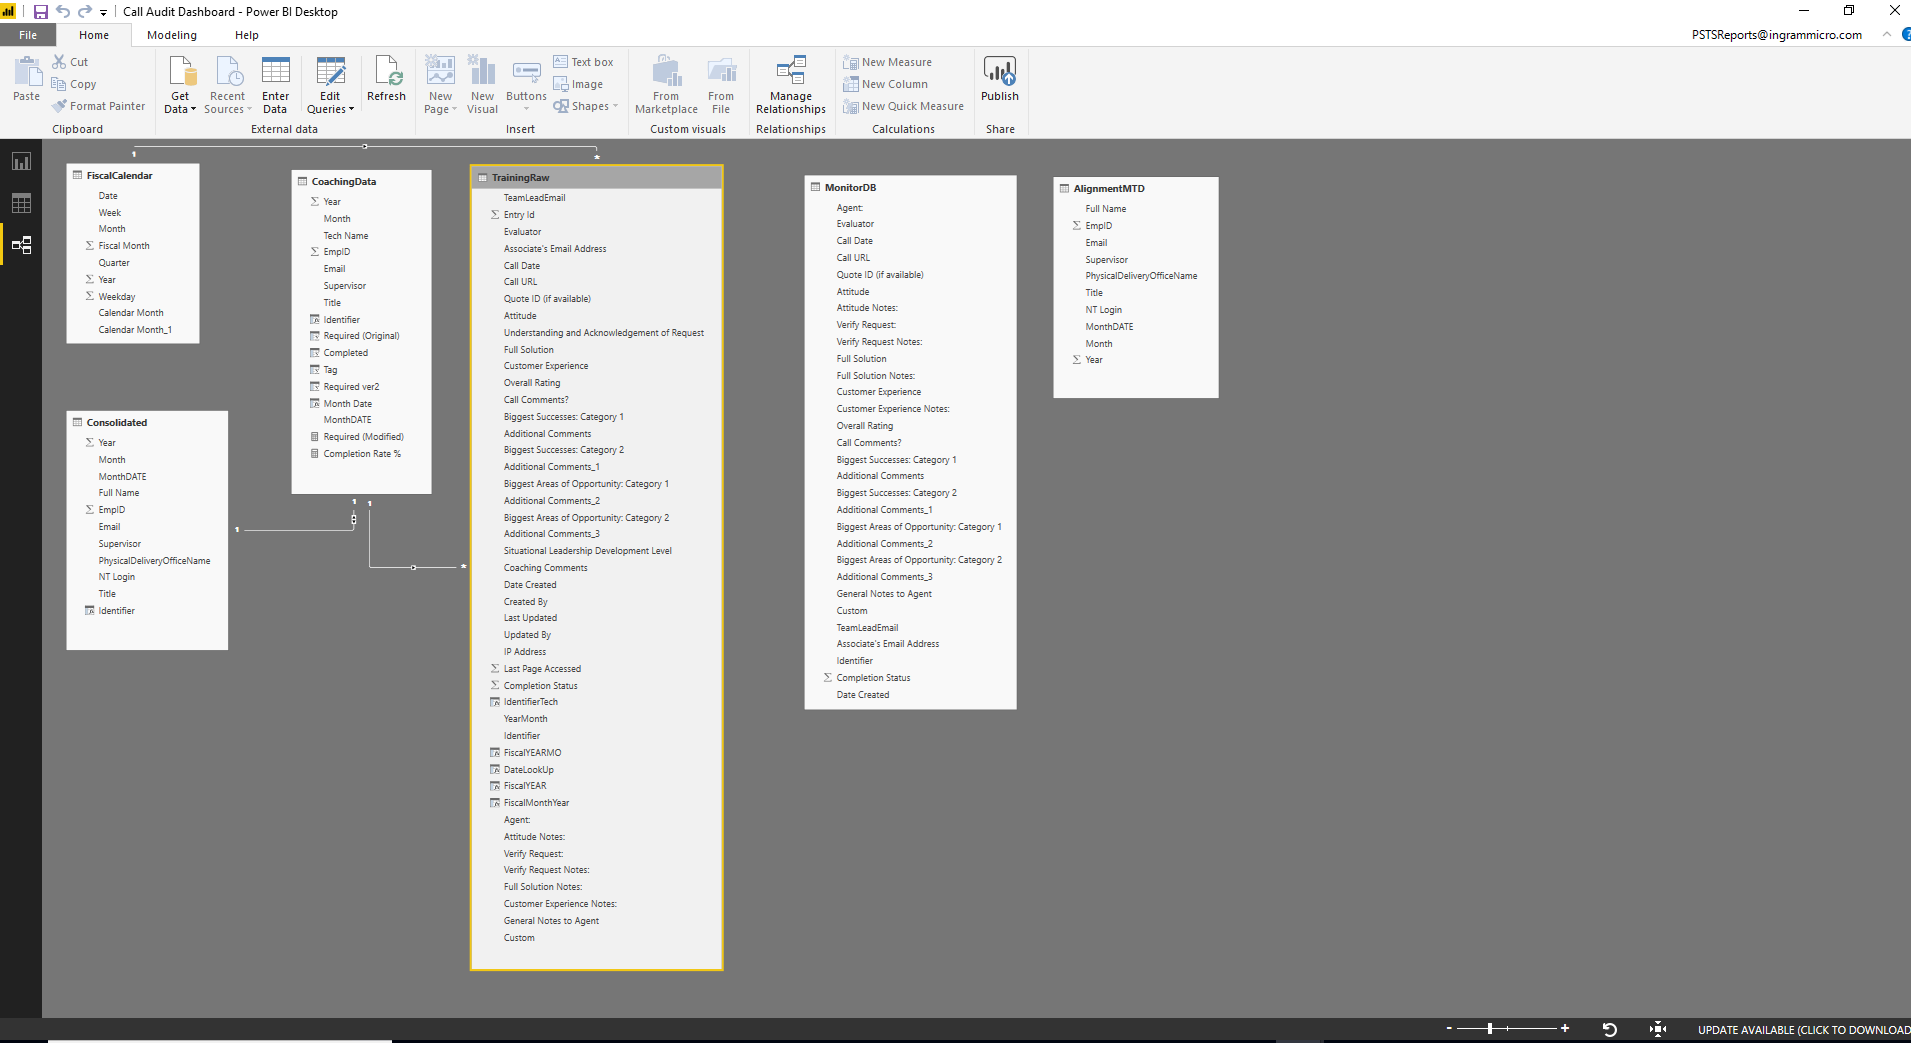 Call Audit Dashboard - Power BI Desktop
File
Home
Modeling
Help
PSTSReports@ingrammicro.com
Paste
Cut
Copy
Format Painter
Clipboard
Get Data
Recent Sources
Enter Data
Edit Queries
Refresh
External data
New Page
New Visual
Buttons
Text box
Image
Shapes
Insert
From Marketplace
From File
Custom visuals
Manage Relationships
Relationships
New Measure
New Column
New Quick Measure
Calculations
Publish
Share
1
*
FiscalCalendar
Date
Week
Month
Fiscal Month
Quarter
Year
Weekday
Calendar Month
Calendar Month_1
Consolidated
Year
Month
MonthDATE
Full Name
EmpID
Email
Supervisor
PhysicalDeliveryOfficeName
NT Login
Title
Identifier
CoachingData
Year
Month
Tech Name
EmpID
Email
Supervisor
Title
Identifier
Required (Original)
Completed
Tag
Required ver2
Month Date
MonthDATE
Required (Modified)
Completion Rate %
1
1
1
*
TrainingRaw
TeamLeadEmail
Entry Id
Evaluator
Associate's Email Address
Call Date
Call URL
Quote ID (if available)
Attitude
Understanding and Acknowledgement of Request
Full Solution
Customer Experience
Overall Rating
Call Comments?
Biggest Successes: Category 1
Additional Comments
Biggest Successes: Category 2
Additional Comments_1
Biggest Areas of Opportunity: Category 1
Additional Comments_2
Biggest Areas of Opportunity: Category 2
Additional Comments_3
Situational Leadership Development Level
Coaching Comments
Date Created
Created By
Last Updated
Updated By
IP Address
Last Page Accessed
Completion Status
IdentifierTech
YearMonth
Identifier
FiscalYEARMO
DateLookUp
FiscalYEAR
FiscalMonthYear
Agent:
Attitude Notes:
Verify Request:
Verify Request Notes:
Full Solution Notes:
Customer Experience Notes:
General Notes to Agent
Custom
MonitorDB
Agent:
Evaluator
Call Date
Call URL
Quote ID (if available)
Attitude
Attitude Notes:
Verify Request:
Verify Request Notes:
Full Solution
Full Solution Notes:
Customer Experience
Customer Experience Notes:
Overall Rating
Call Comments?
Biggest Successes: Category 1
Additional Comments
Biggest Successes: Category 2
Additional Comments_1
Biggest Areas of Opportunity: Category 1
Additional Comments_2
Biggest Areas of Opportunity: Category 2
Additional Comments_3
General Notes to Agent
Custom
TeamLeadEmail
Associate's Email Address
Identifier
Completion Status
Date Created
AlignmentMTD
Full Name
EmpID
Email
Supervisor
PhysicalDeliveryOfficeName
Title
NT Login
MonthDATE
Month
Year
UPDATE AVAILABLE (CLICK TO DOWNLOAD